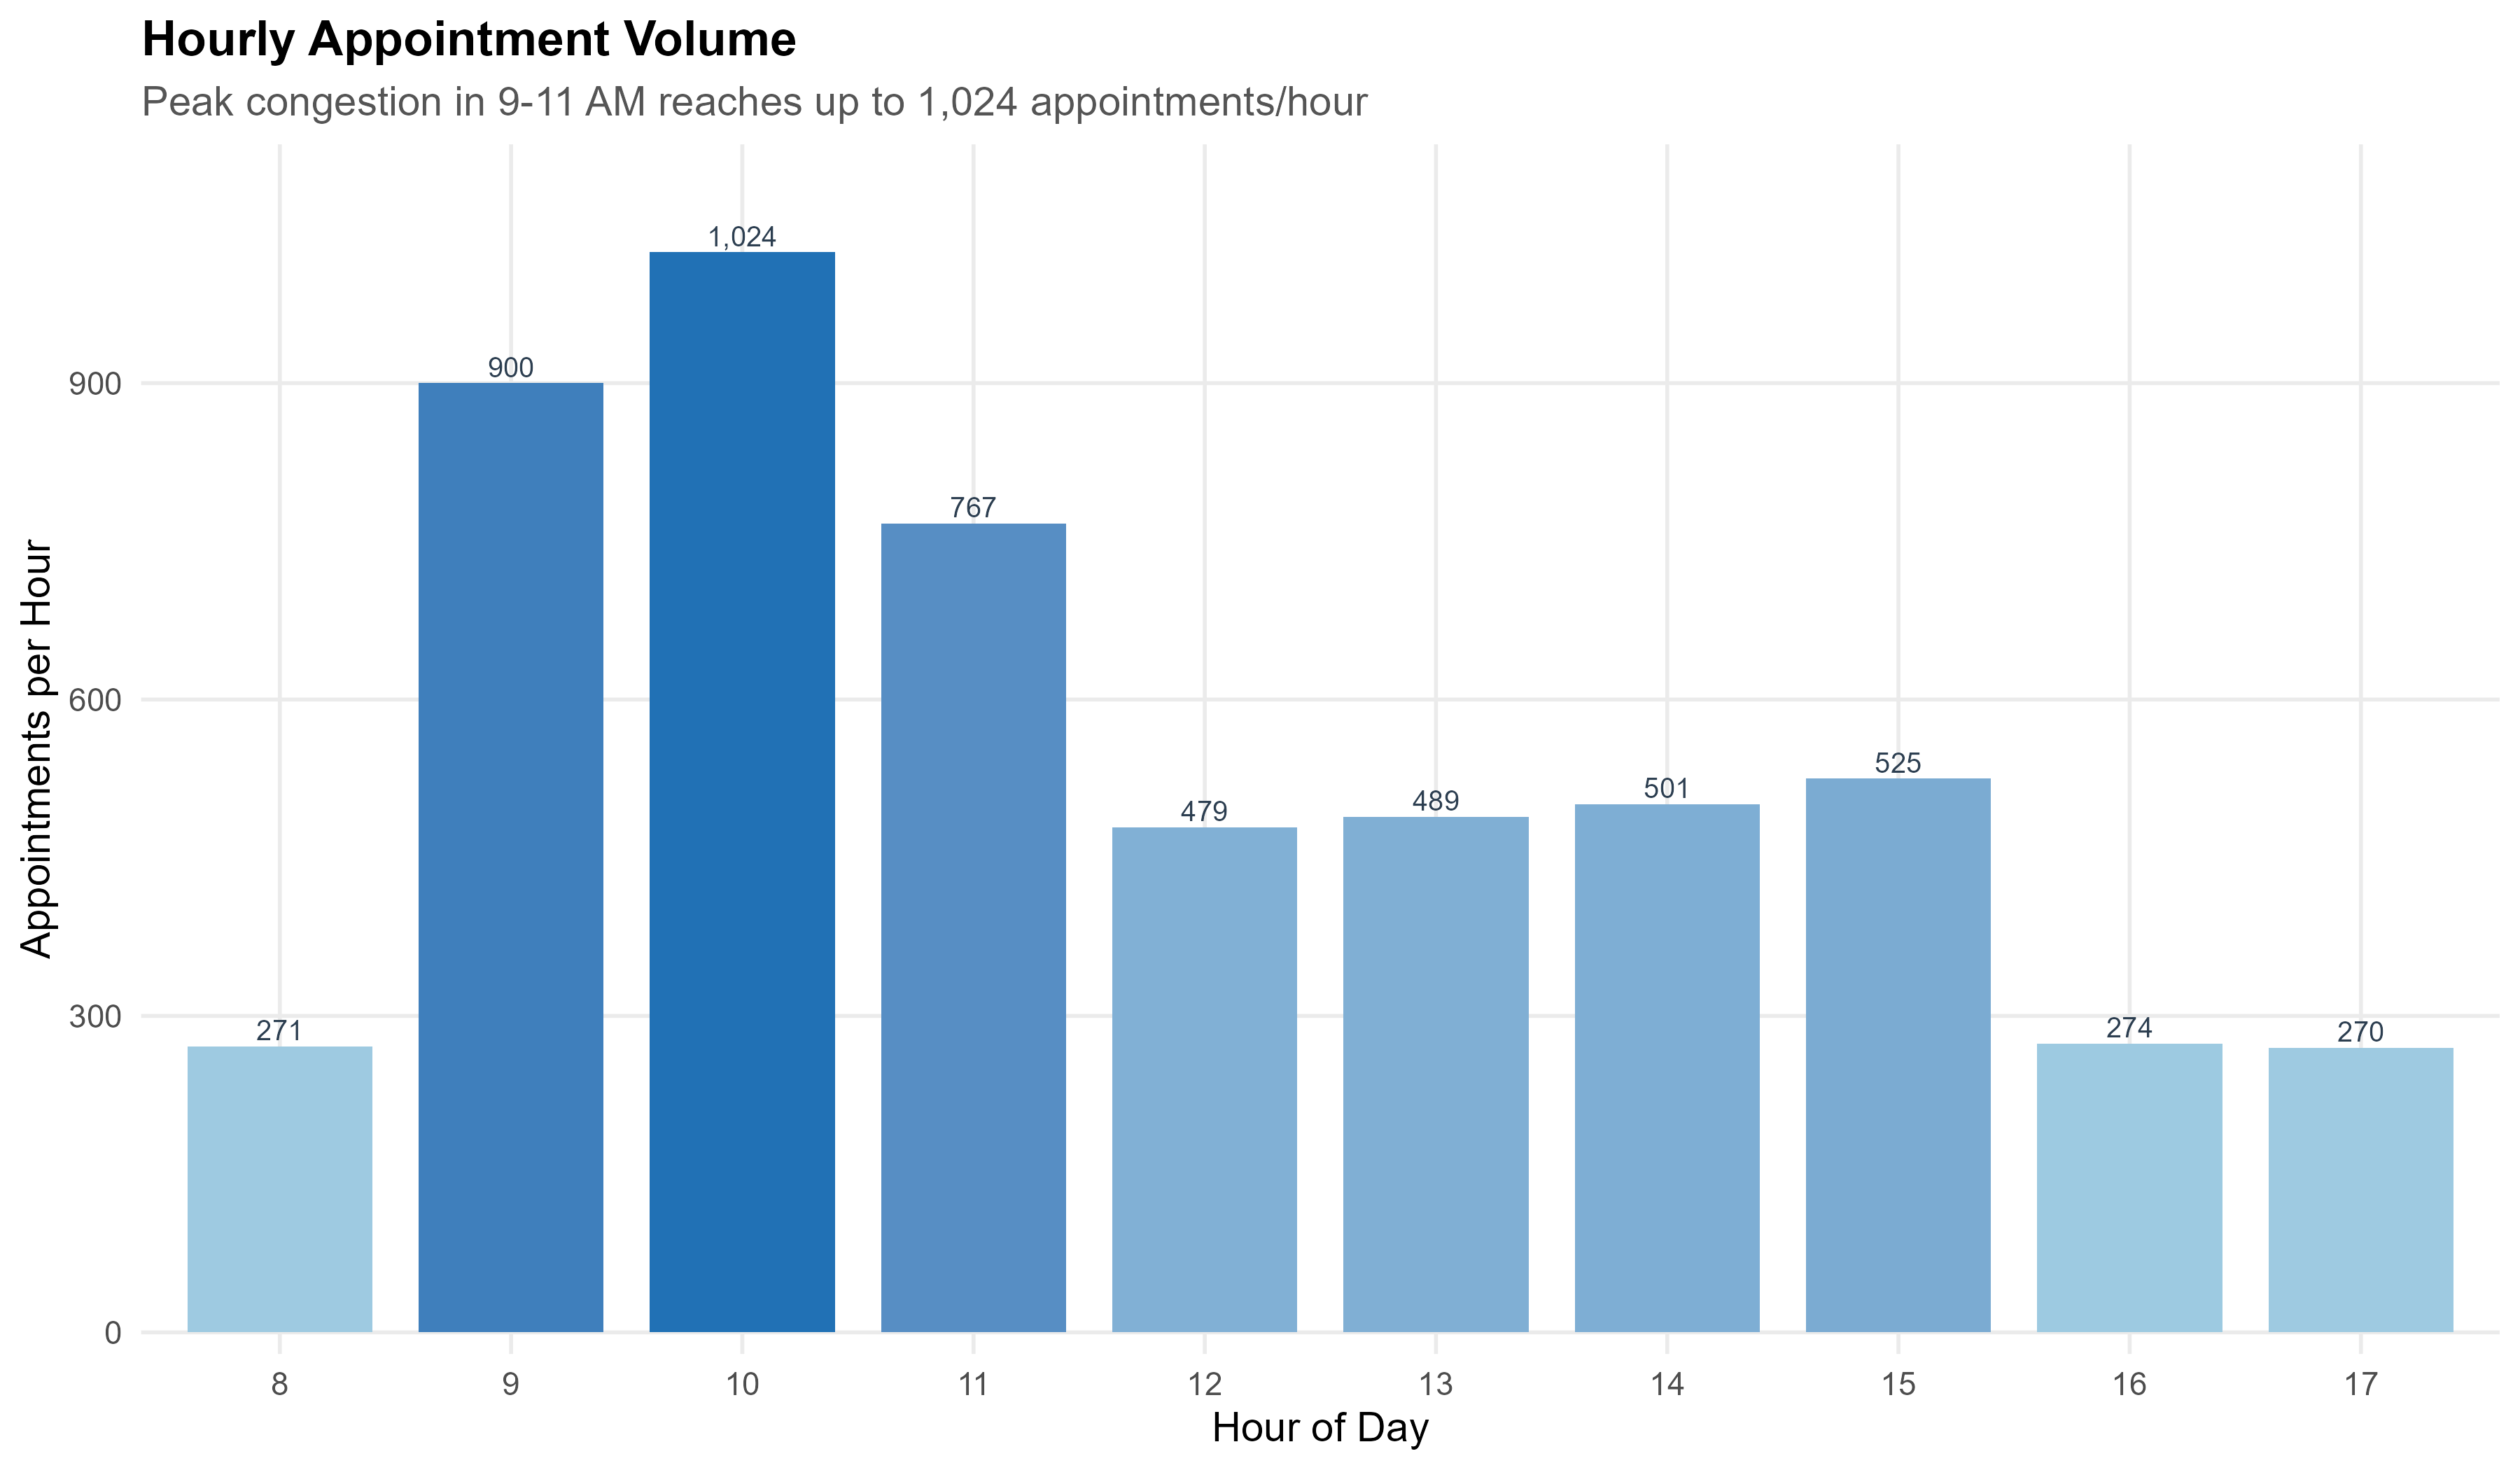 Hourly Appointment Volume
Peak congestion in 9-11 AM reaches up to 1,024 appointments/hour
Appointments per Hour
900
600
300
0
271
900
1,024
767
479
489
501
525
274
270
8 9 10 11 12 13 14 15 16 17
Hour of Day